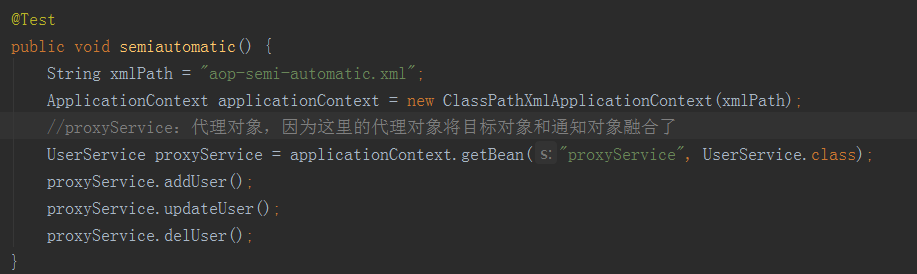 @Test
public void semiautomatic() {
String xmlPath = "aop-semi-automatic.xml";
ApplicationContext applicationContext = new ClassPathXmlApplicationContext(xmlPath);
//proxyService：代理对象，因为这里的代理对象将目标对象和通知对象融合了
UserService proxyService = applicationContext.getBean( s: "proxyService", UserService.class);
proxyService.addUser();
proxyService.updateUser();
proxyService.delUser();
}